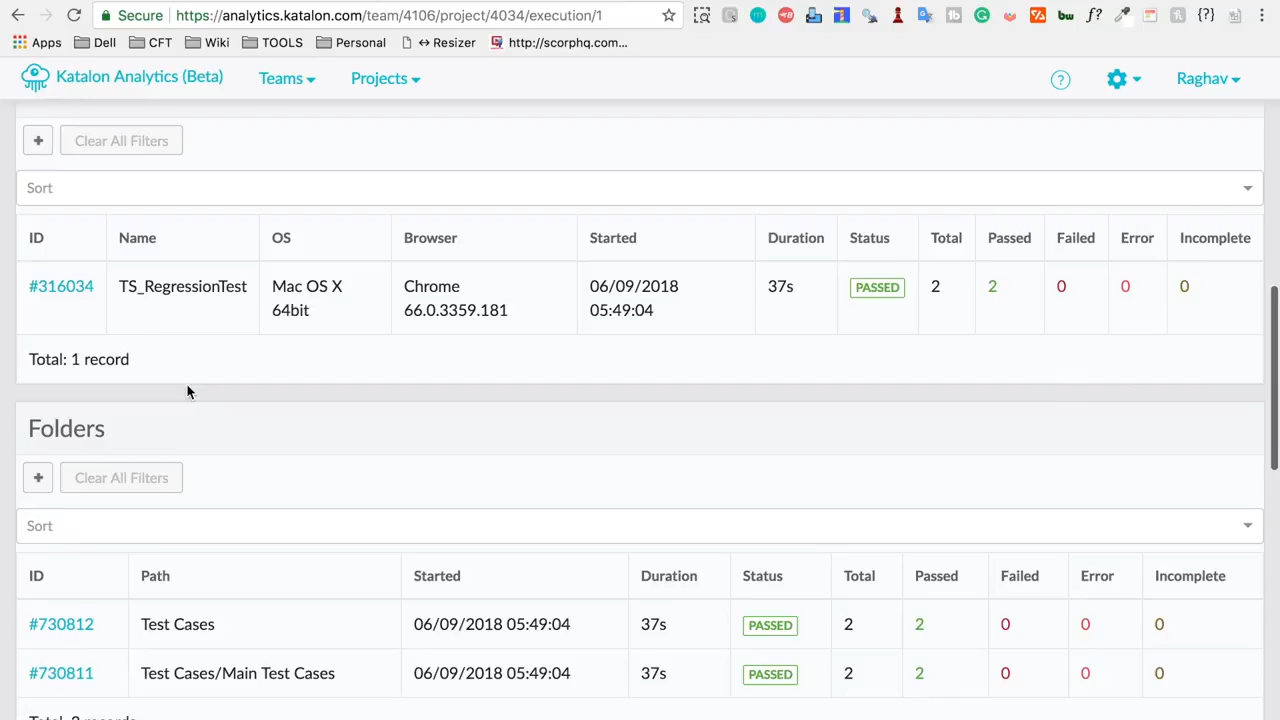 Secure https://analytics.katalon.com/team/4106/project/4034/execution/1
Apps Dell CFT Wiki TOOLS Personal ↔ Resizer http://scorphq.com...
Katalon Analytics (Beta) Teams Projects ? Raghav
+ Clear All Filters
Sort
ID Name OS Browser Started Duration Status Total Passed Failed Error Incomplete
#316034 TS_RegressionTest Mac OS X Chrome 06/09/2018 37s PASSED 2 2 0 0 0
64bit 66.0.3359.181 05:49:04
Total: 1 record
Folders
+ Clear All Filters
Sort
ID Path Started Duration Status Total Passed Failed Error Incomplete
#730812 Test Cases 06/09/2018 05:49:04 37s PASSED 2 2 0 0 0
#730811 Test Cases/Main Test Cases 06/09/2018 05:49:04 37s PASSED 2 2 0 0 0